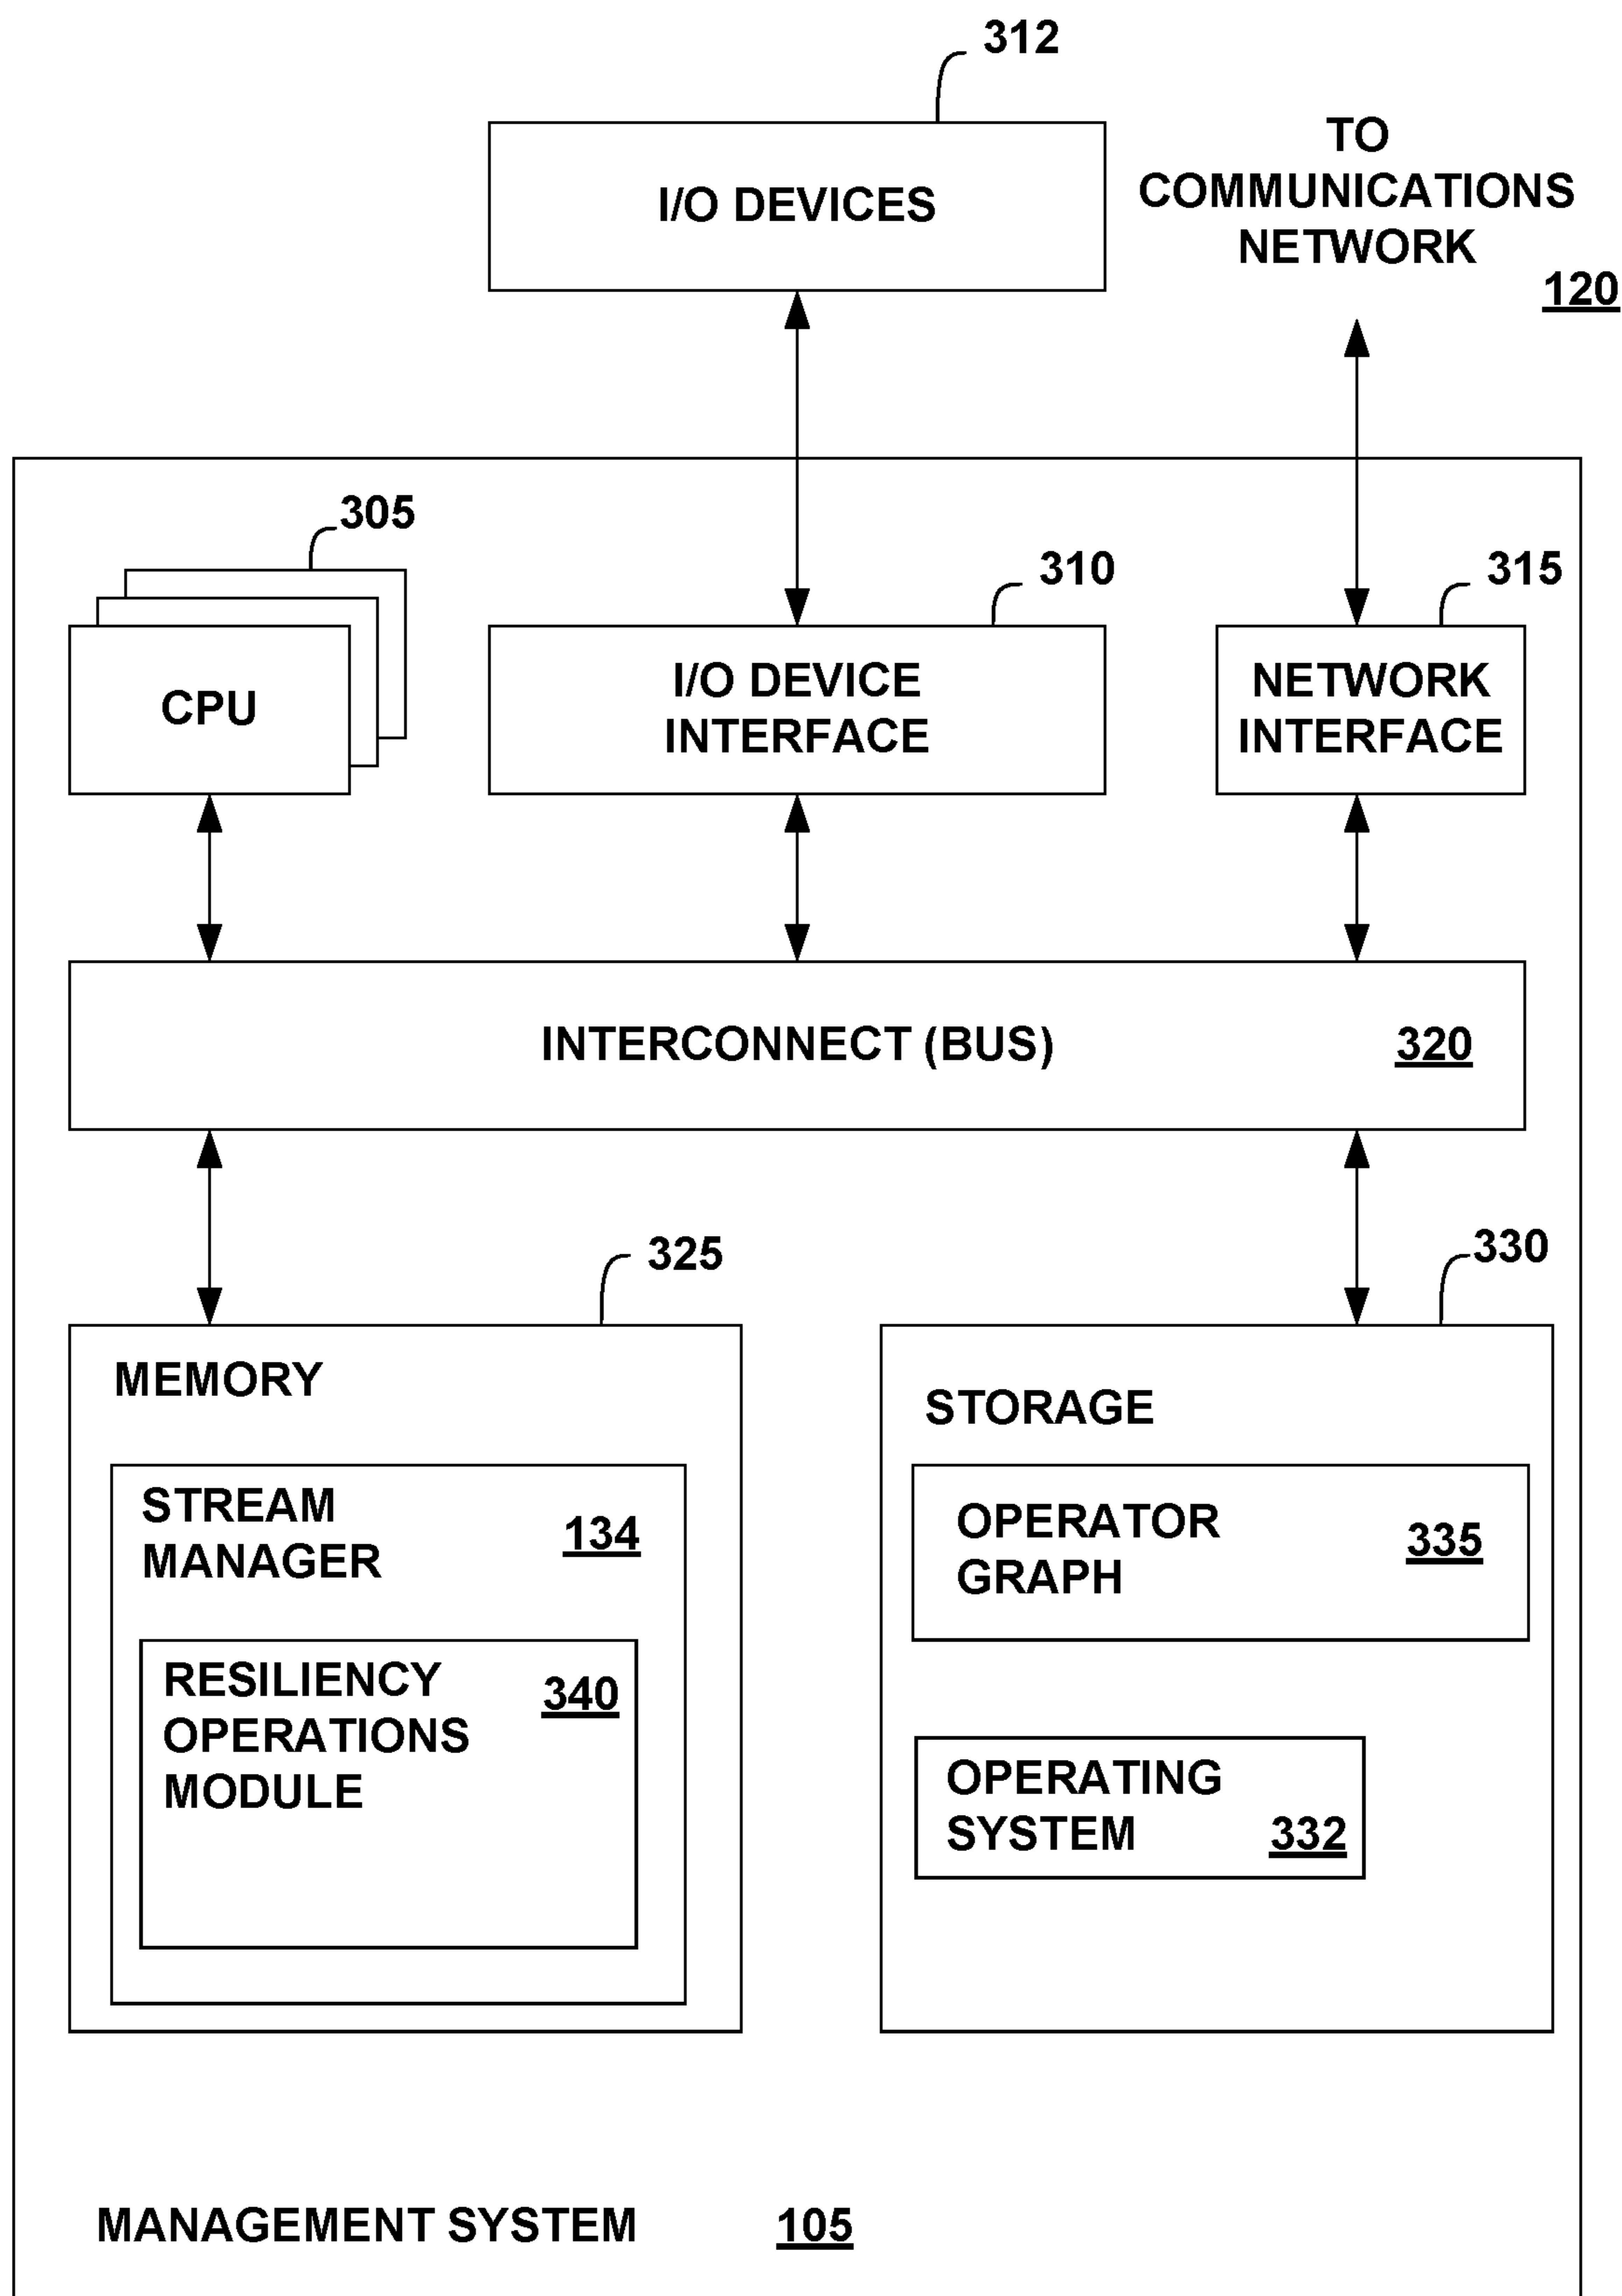 312
I/O DEVICES
TO
COMMUNICATIONS
NETWORK
120
305
310
315
CPU
I/O DEVICE
INTERFACE
NETWORK
INTERFACE
INTERCONNECT (BUS)
320
325
330
MEMORY
STREAM
MANAGER
134
RESILIENCY
OPERATIONS
MODULE
340
STORAGE
OPERATOR
GRAPH
335
OPERATING
SYSTEM
332
MANAGEMENT SYSTEM
105